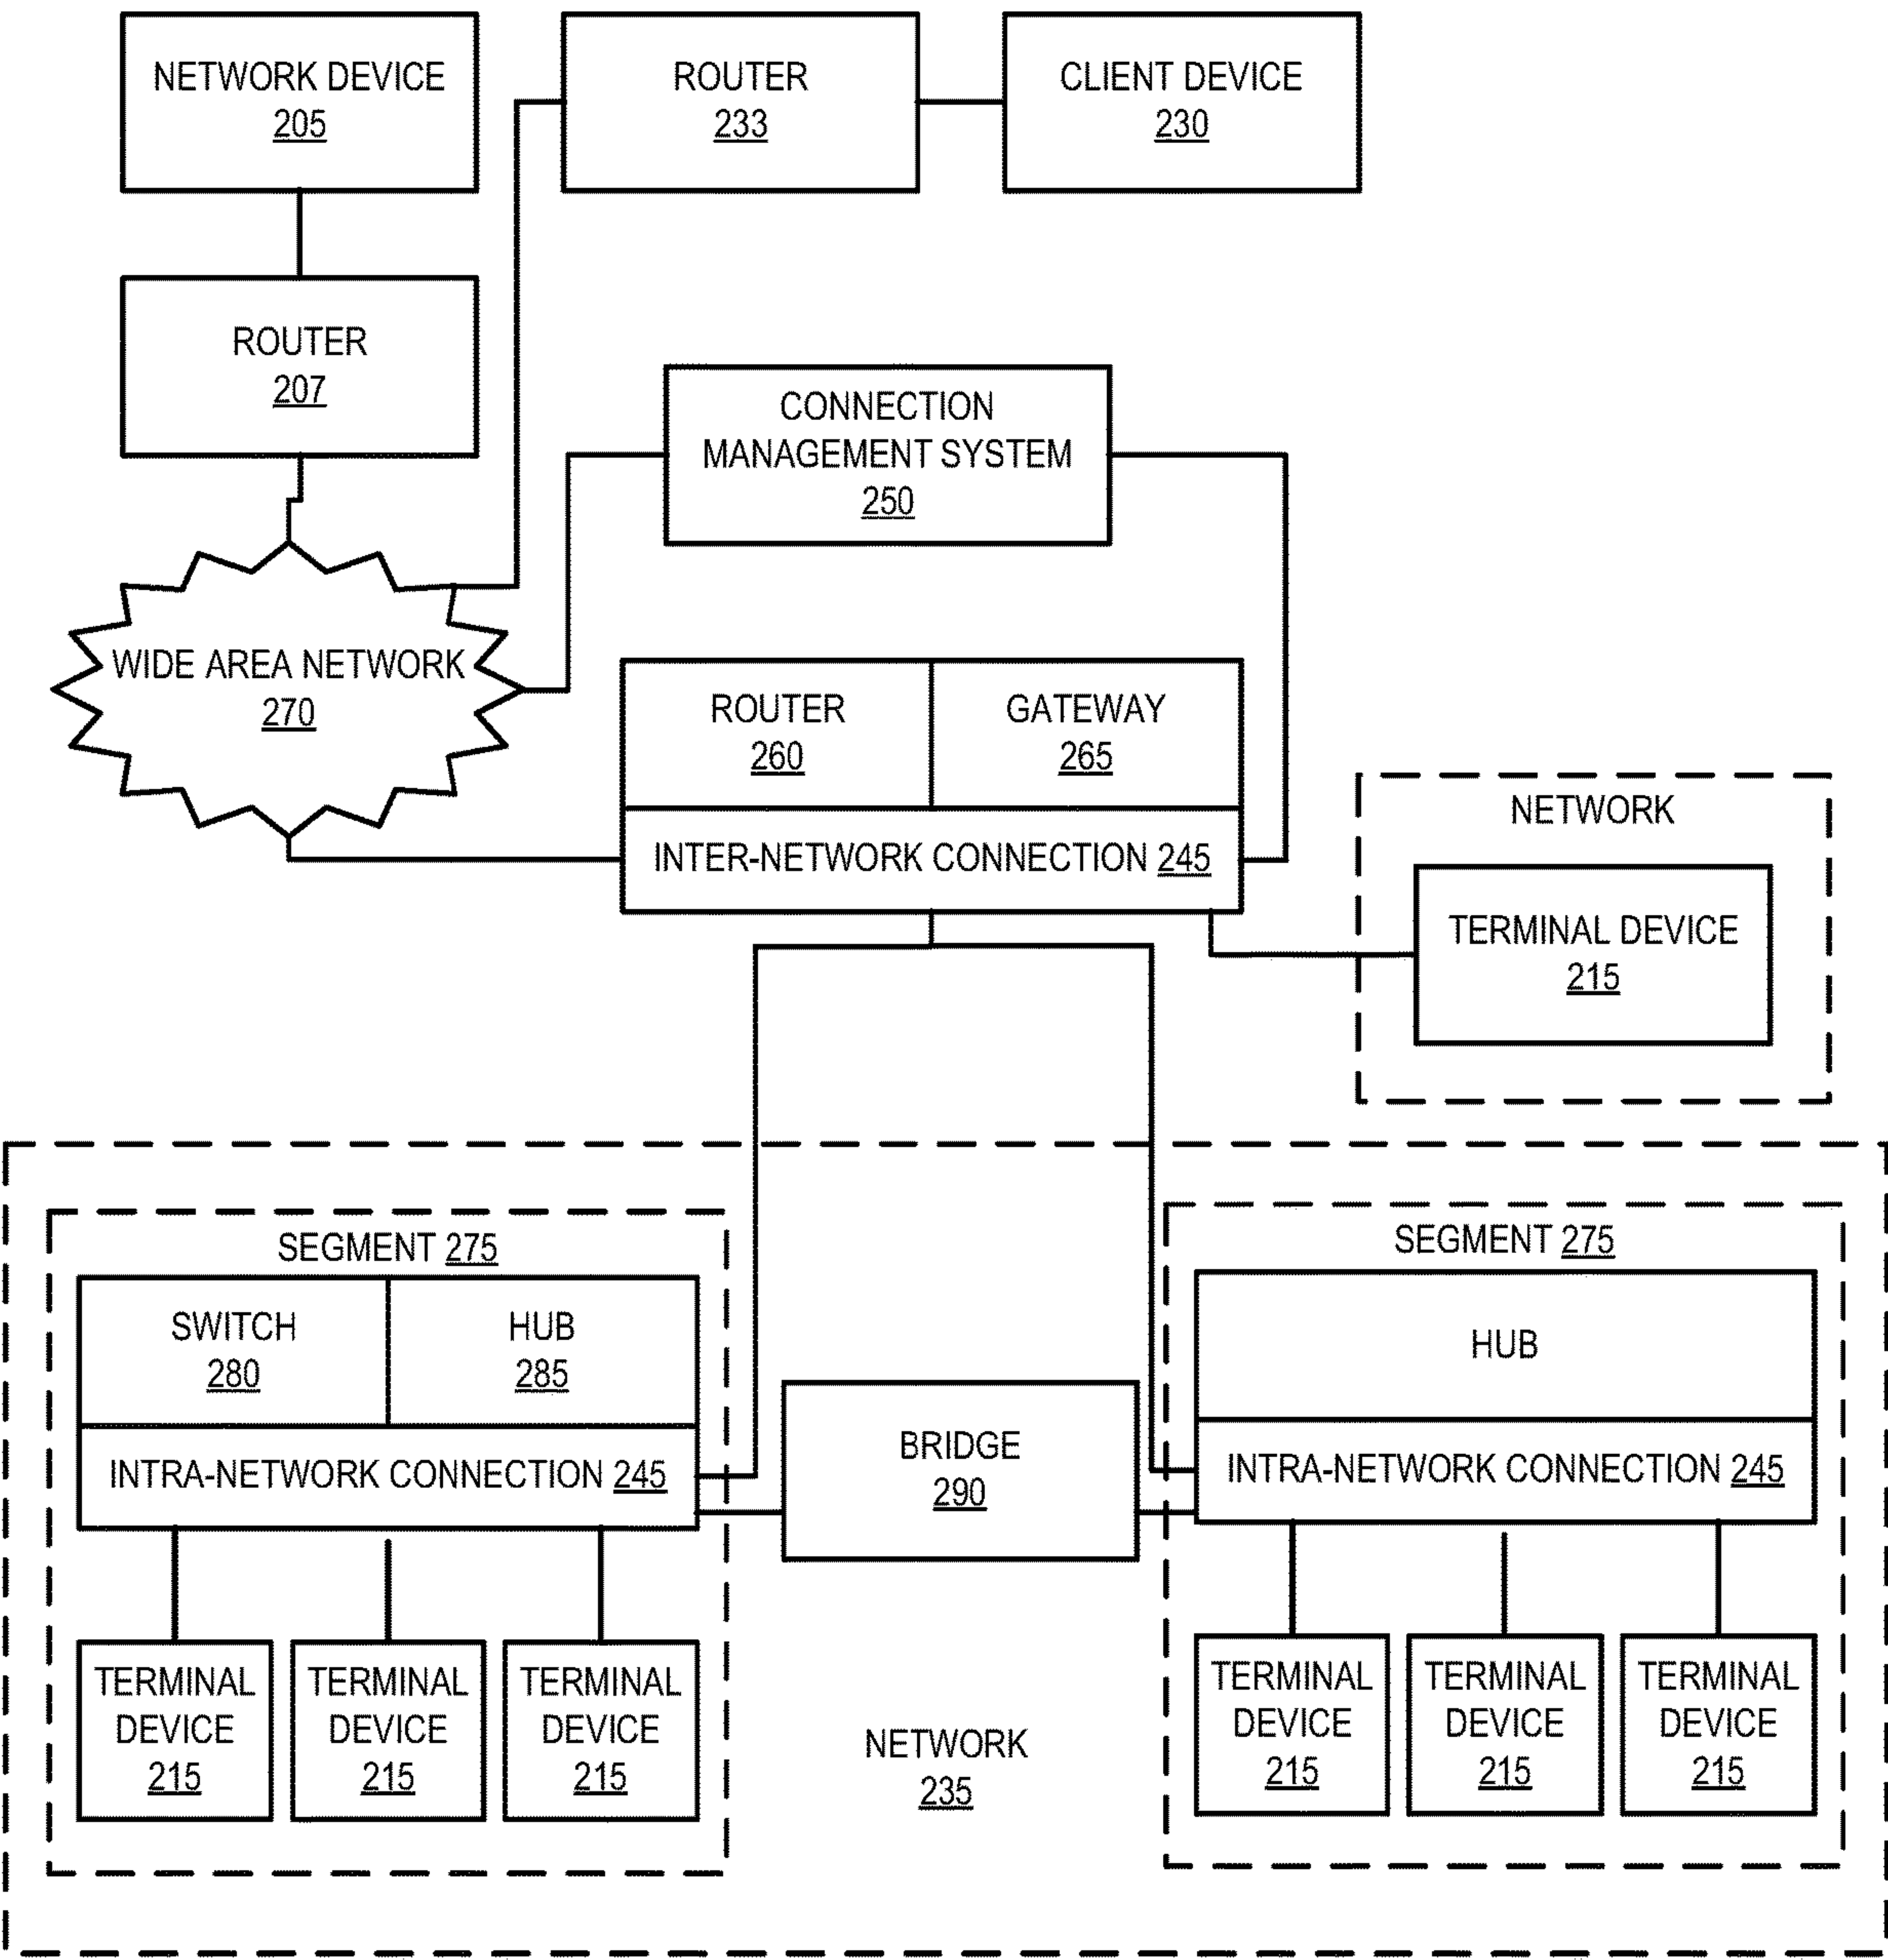 NETWORK DEVICE
205
ROUTER
233
CLIENT DEVICE
230
ROUTER
207
CONNECTION
MANAGEMENT SYSTEM
250
WIDE AREA NETWORK
270
ROUTER
260
GATEWAY
265
INTER-NETWORK CONNECTION 245
NETWORK
TERMINAL DEVICE
215
SEGMENT 275
SWITCH
280
HUB
285
INTRA-NETWORK CONNECTION 245
TERMINAL
DEVICE
215
TERMINAL
DEVICE
215
TERMINAL
DEVICE
215
BRIDGE
290
NETWORK
235
SEGMENT 275
HUB
INTRA-NETWORK CONNECTION 245
TERMINAL
DEVICE
215
TERMINAL
DEVICE
215
TERMINAL
DEVICE
215